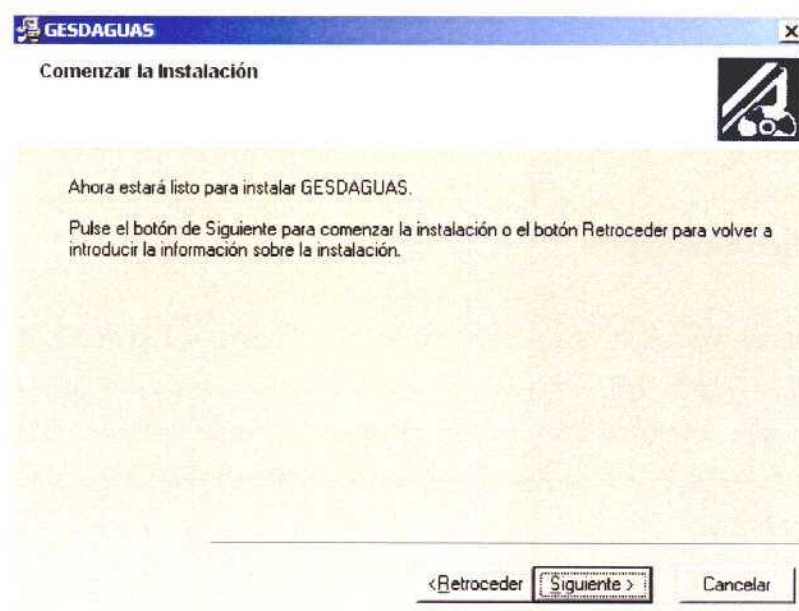 GESDAGUAS
Comenzar la Instalación
Ahora estará listo para instalar GESDAGUAS.
Pulse el botón de Siguiente para comenzar la instalación o el botón Retroceder para volver a
introducir la información sobre la instalación.
<Retroceder Siguiente > Cancelar